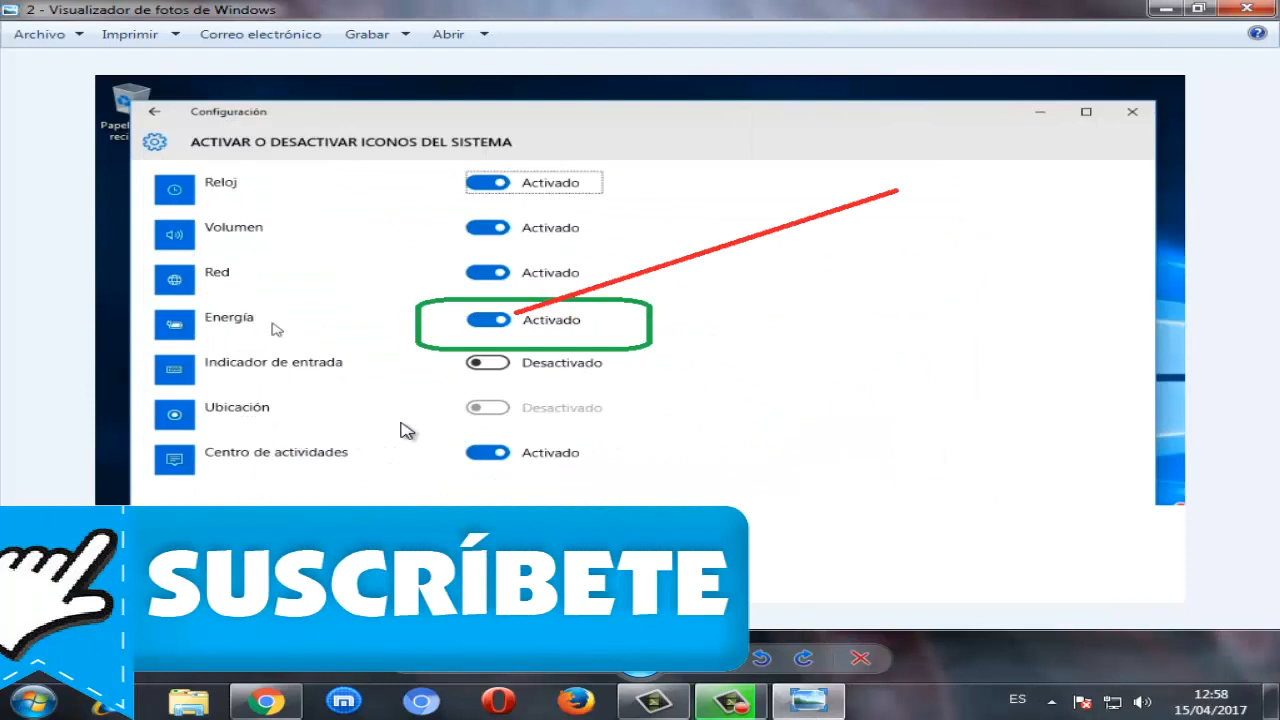 2 - Visualizador de fotos de Windows
Archivo Imprimir Correo electrónico Grabar Abrir
Configuración
ACTIVAR O DESACTIVAR ICONOS DEL SISTEMA
Reloj Activado
Volumen Activado
Red Activado
Energía Activado
Indicador de entrada Desactivado
Ubicación Desactivado
Centro de actividades Activado
SUSCRÍBETE
ES
12:58
15/04/2017